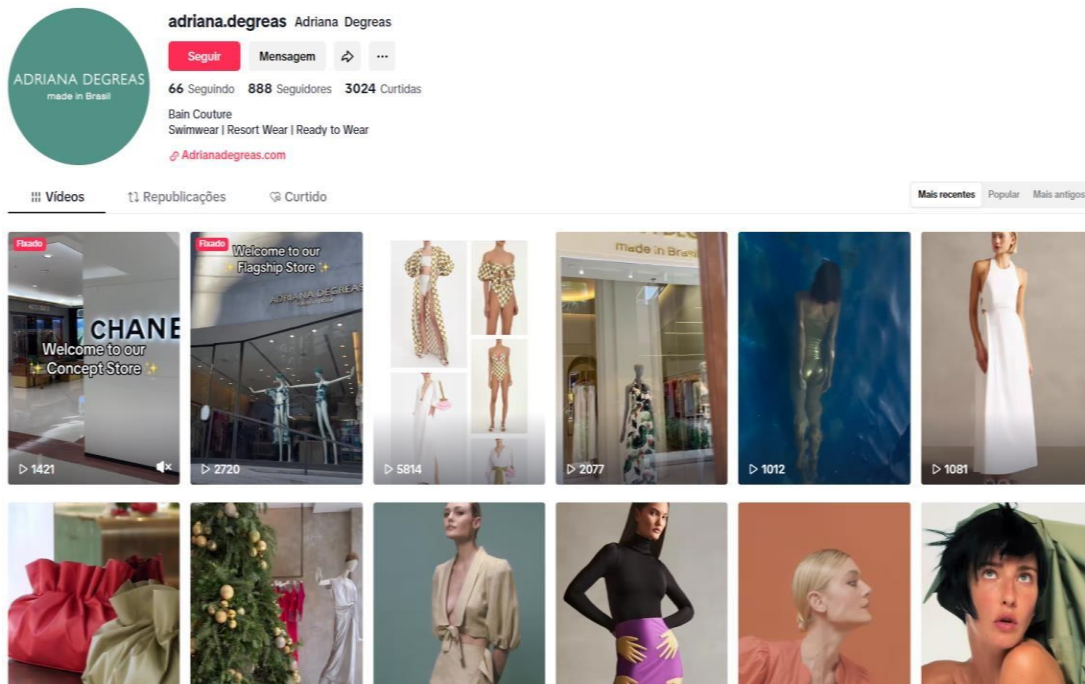 adriana.degreas Adriana Degreas
ADRIANA DEGREAS
made in Brasil
Seguir Mensagem ...
66 Seguindo 888 Seguidores 3024 Curtidas
Bain Couture
Swimwear | Resort Wear | Ready to Wear
Adrianadegreas.com
Vídeos Republicações Curtido
Mais recentes Popular Mais antigos
Fixado
CHANE
Welcome to our
✨ Concept Store ✨
1421
Fixado
Welcome to our
✨ Flagship Store ✨
ADRIANA DEGREAS
2720
5814
made in Brasil
2077
1012
1081